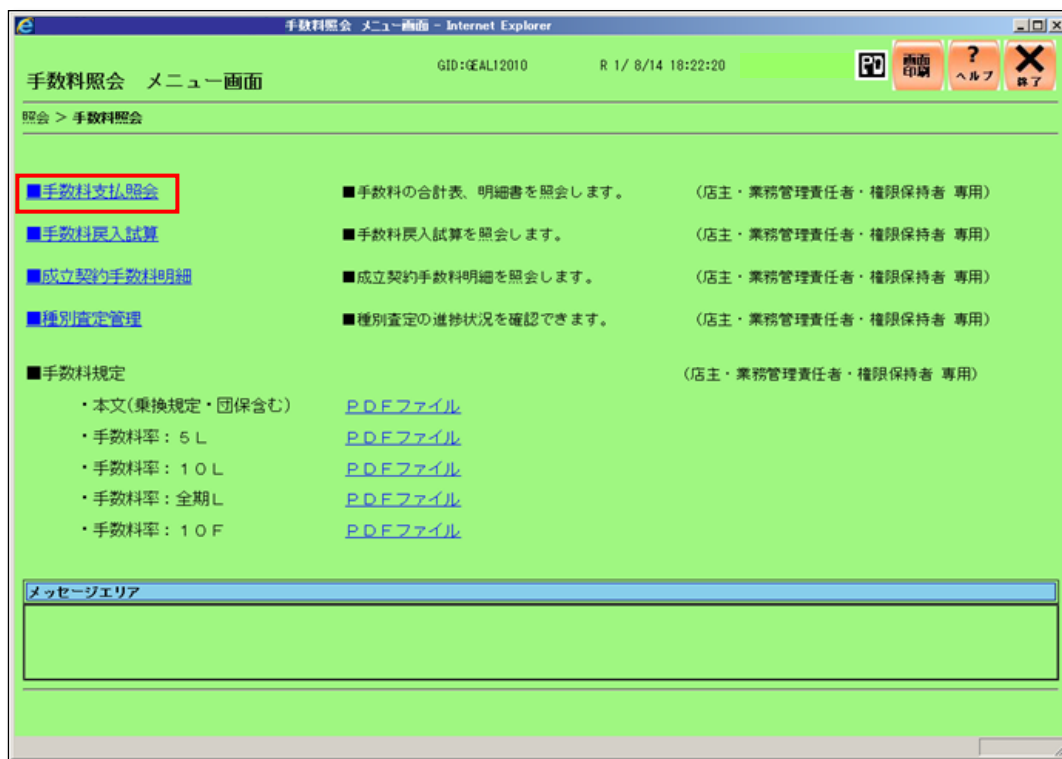 手数料照会 メニュー画面 - Internet Explorer
手数料照会 メニュー画面 GID:GEAL12010 R 1/ 8/14 18:22:20 PD 画面印刷 ?ヘルプ 終了
照会 > 手数料照会
■手数料支払照会 ■手数料の合計表、明細書を照会します。 (店主・業務管理責任者・権限保持者 専用)
■手数料戻入試算 ■手数料戻入試算を照会します。 (店主・業務管理責任者・権限保持者 専用)
■成立契約手数料明細 ■成立契約手数料明細を照会します。 (店主・業務管理責任者・権限保持者 専用)
■種別査定管理 ■種別査定の進捗状況を確認できます。 (店主・業務管理責任者・権限保持者 専用)
■手数料規定 (店主・業務管理責任者・権限保持者 専用)
・本文(乗換規定・団保含む) PDFファイル
・手数料率:5L PDFファイル
・手数料率:10L PDFファイル
・手数料率:全期L PDFファイル
・手数料率:10F PDFファイル
メッセージエリア